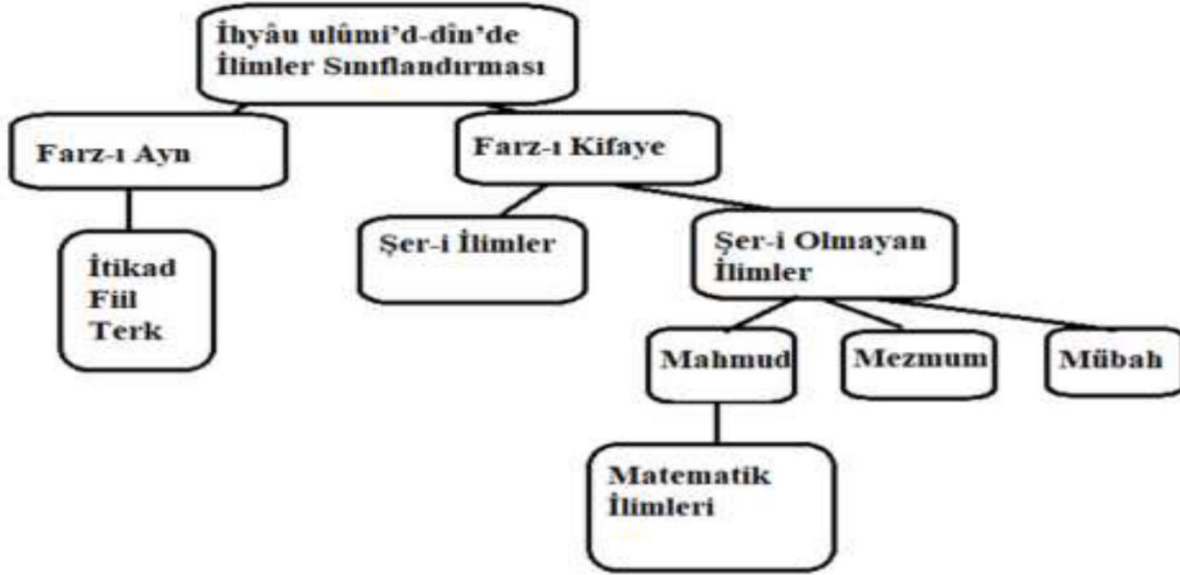 İhyâu ulûmi'd-dîn'de
İlimler Sınıflandırması
Farz-ı Ayn
Farz-ı Kifaye
İtikad
Fiil
Terk
Şer-i İlimler
Şer-i Olmayan
İlimler
Mahmud
Mezmum
Mübah
Matematik
İlimleri